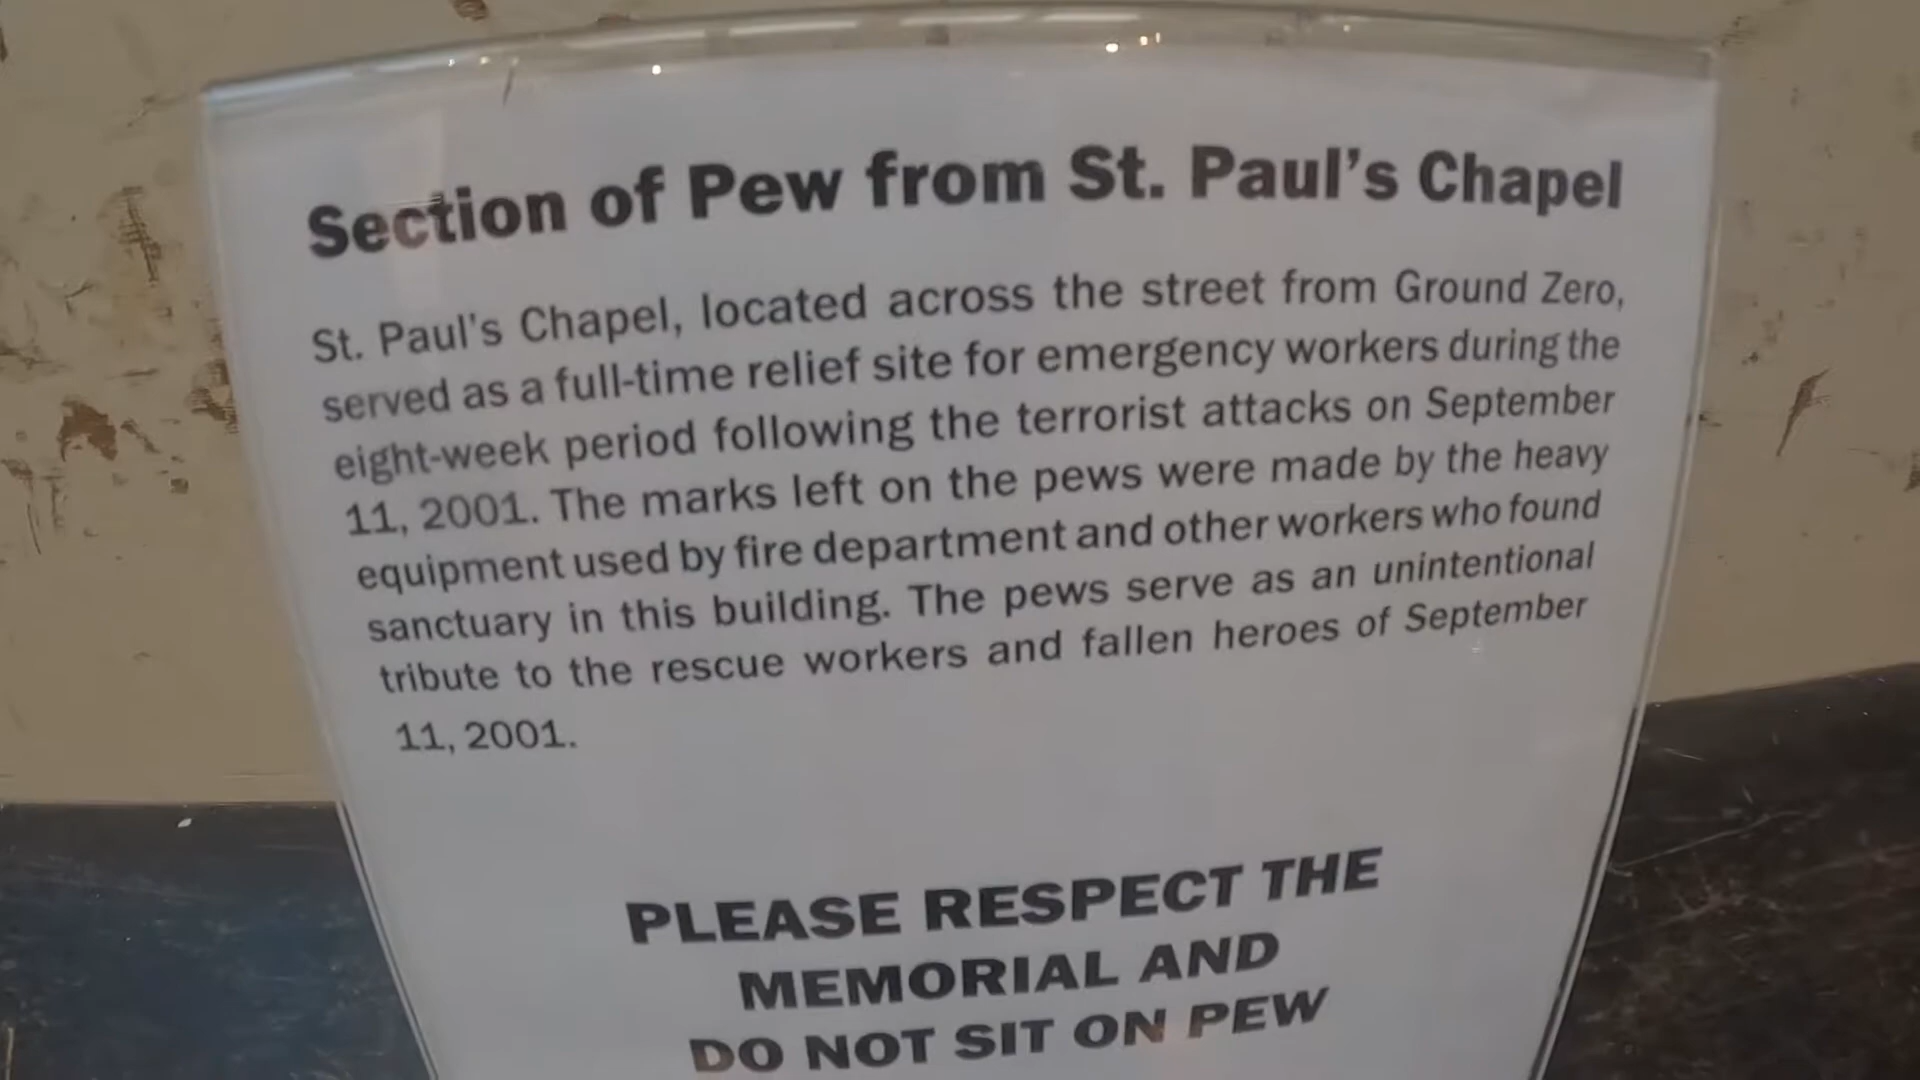 Section of Pew from St. Paul's Chapel
St. Paul's Chapel, located across the street from Ground Zero,
served as a full-time relief site for emergency workers during the
eight-week period following the terrorist attacks on September
11, 2001. The marks left on the pews were made by the heavy
equipment used by fire department and other workers who found
sanctuary in this building. The pews serve as an unintentional
tribute to the rescue workers and fallen heroes of September
11, 2001.
PLEASE RESPECT THE
MEMORIAL AND
DO NOT SIT ON PEW